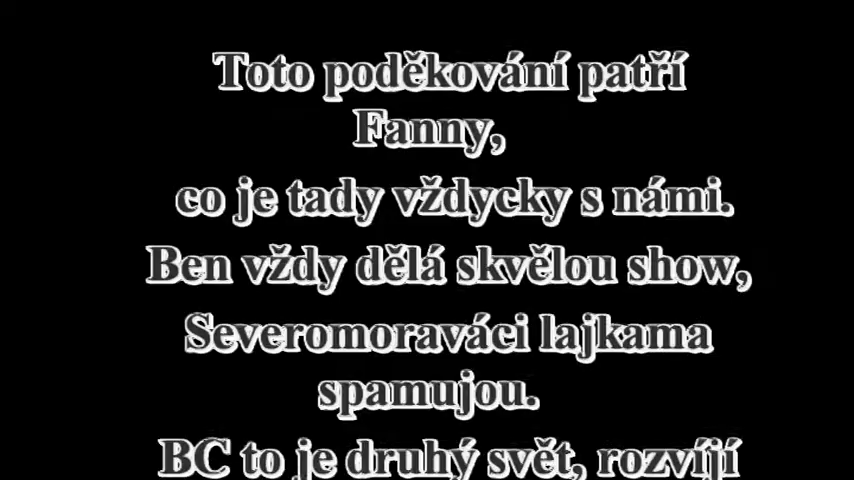 Toto poděkování patří
Fanny,
co je tady vždycky s námi.
Ben vždy dělá skvělou show,
Severomoraváci lajkama
spamujou.
BC to je druhý svět, rozvíjí